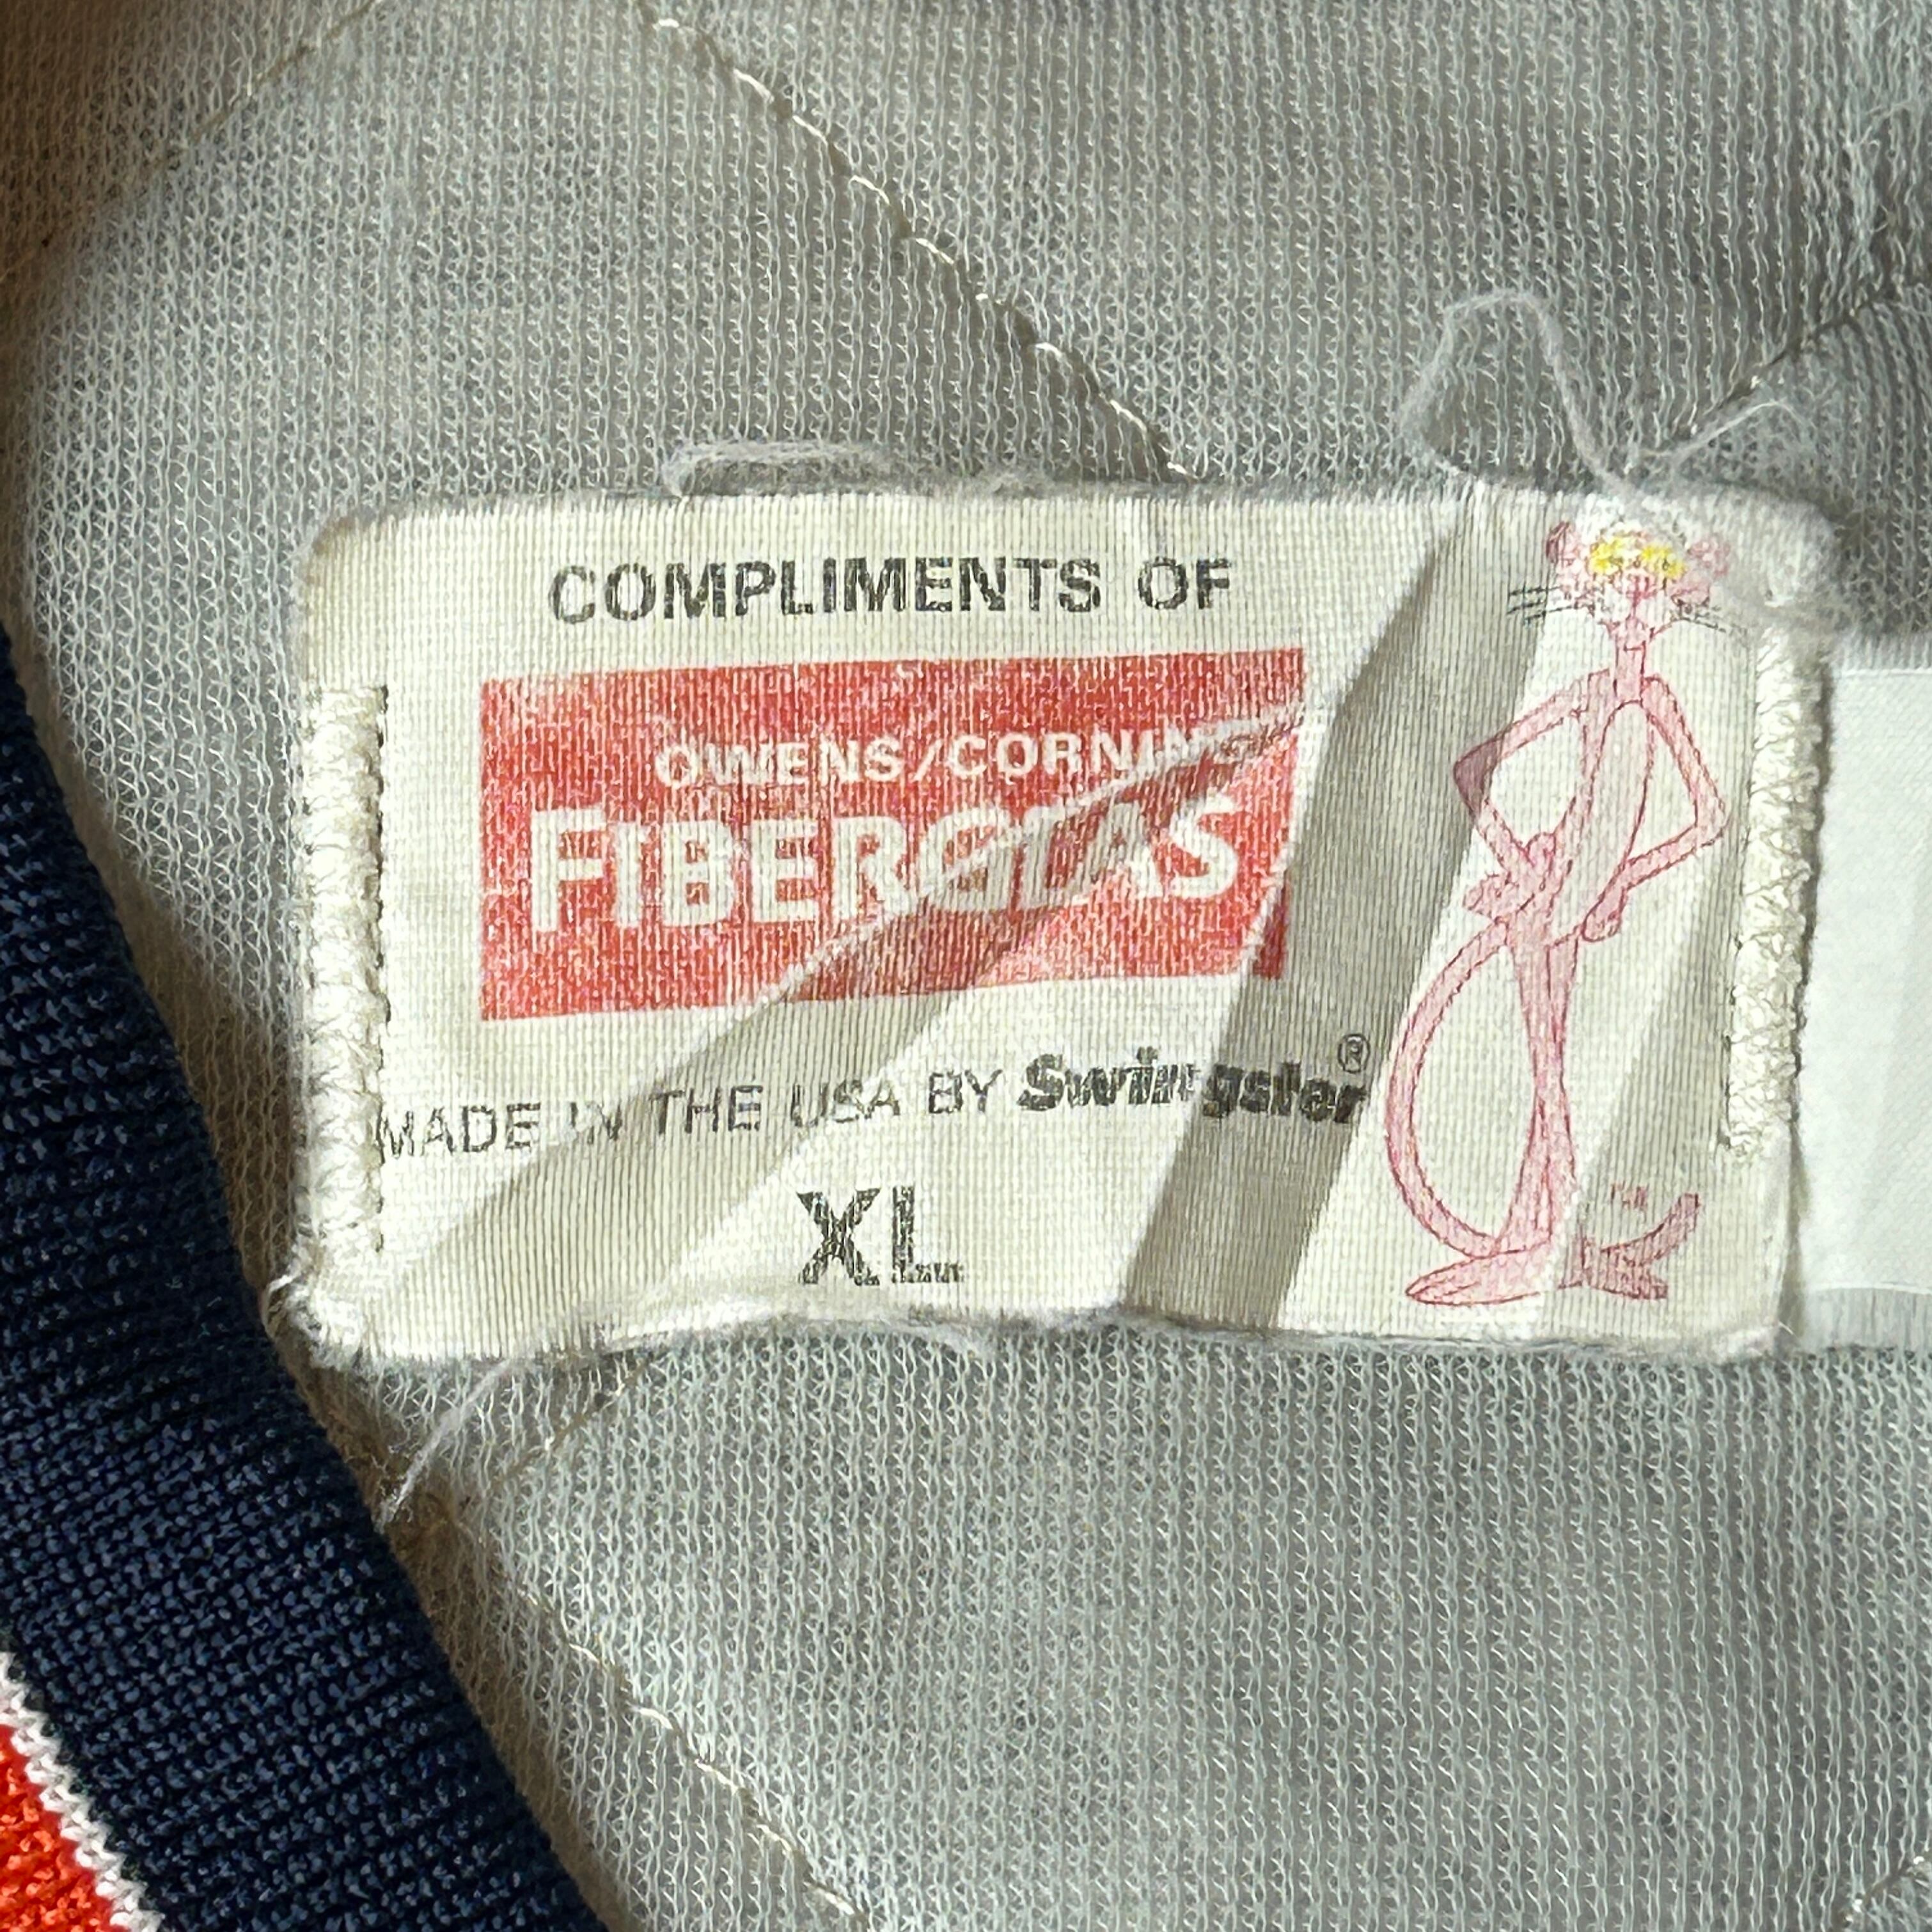 COMPLIMENTS OF
OWENS/CORNING
FIBERGLAS
MADE IN THE USA BY Swingster®
XL